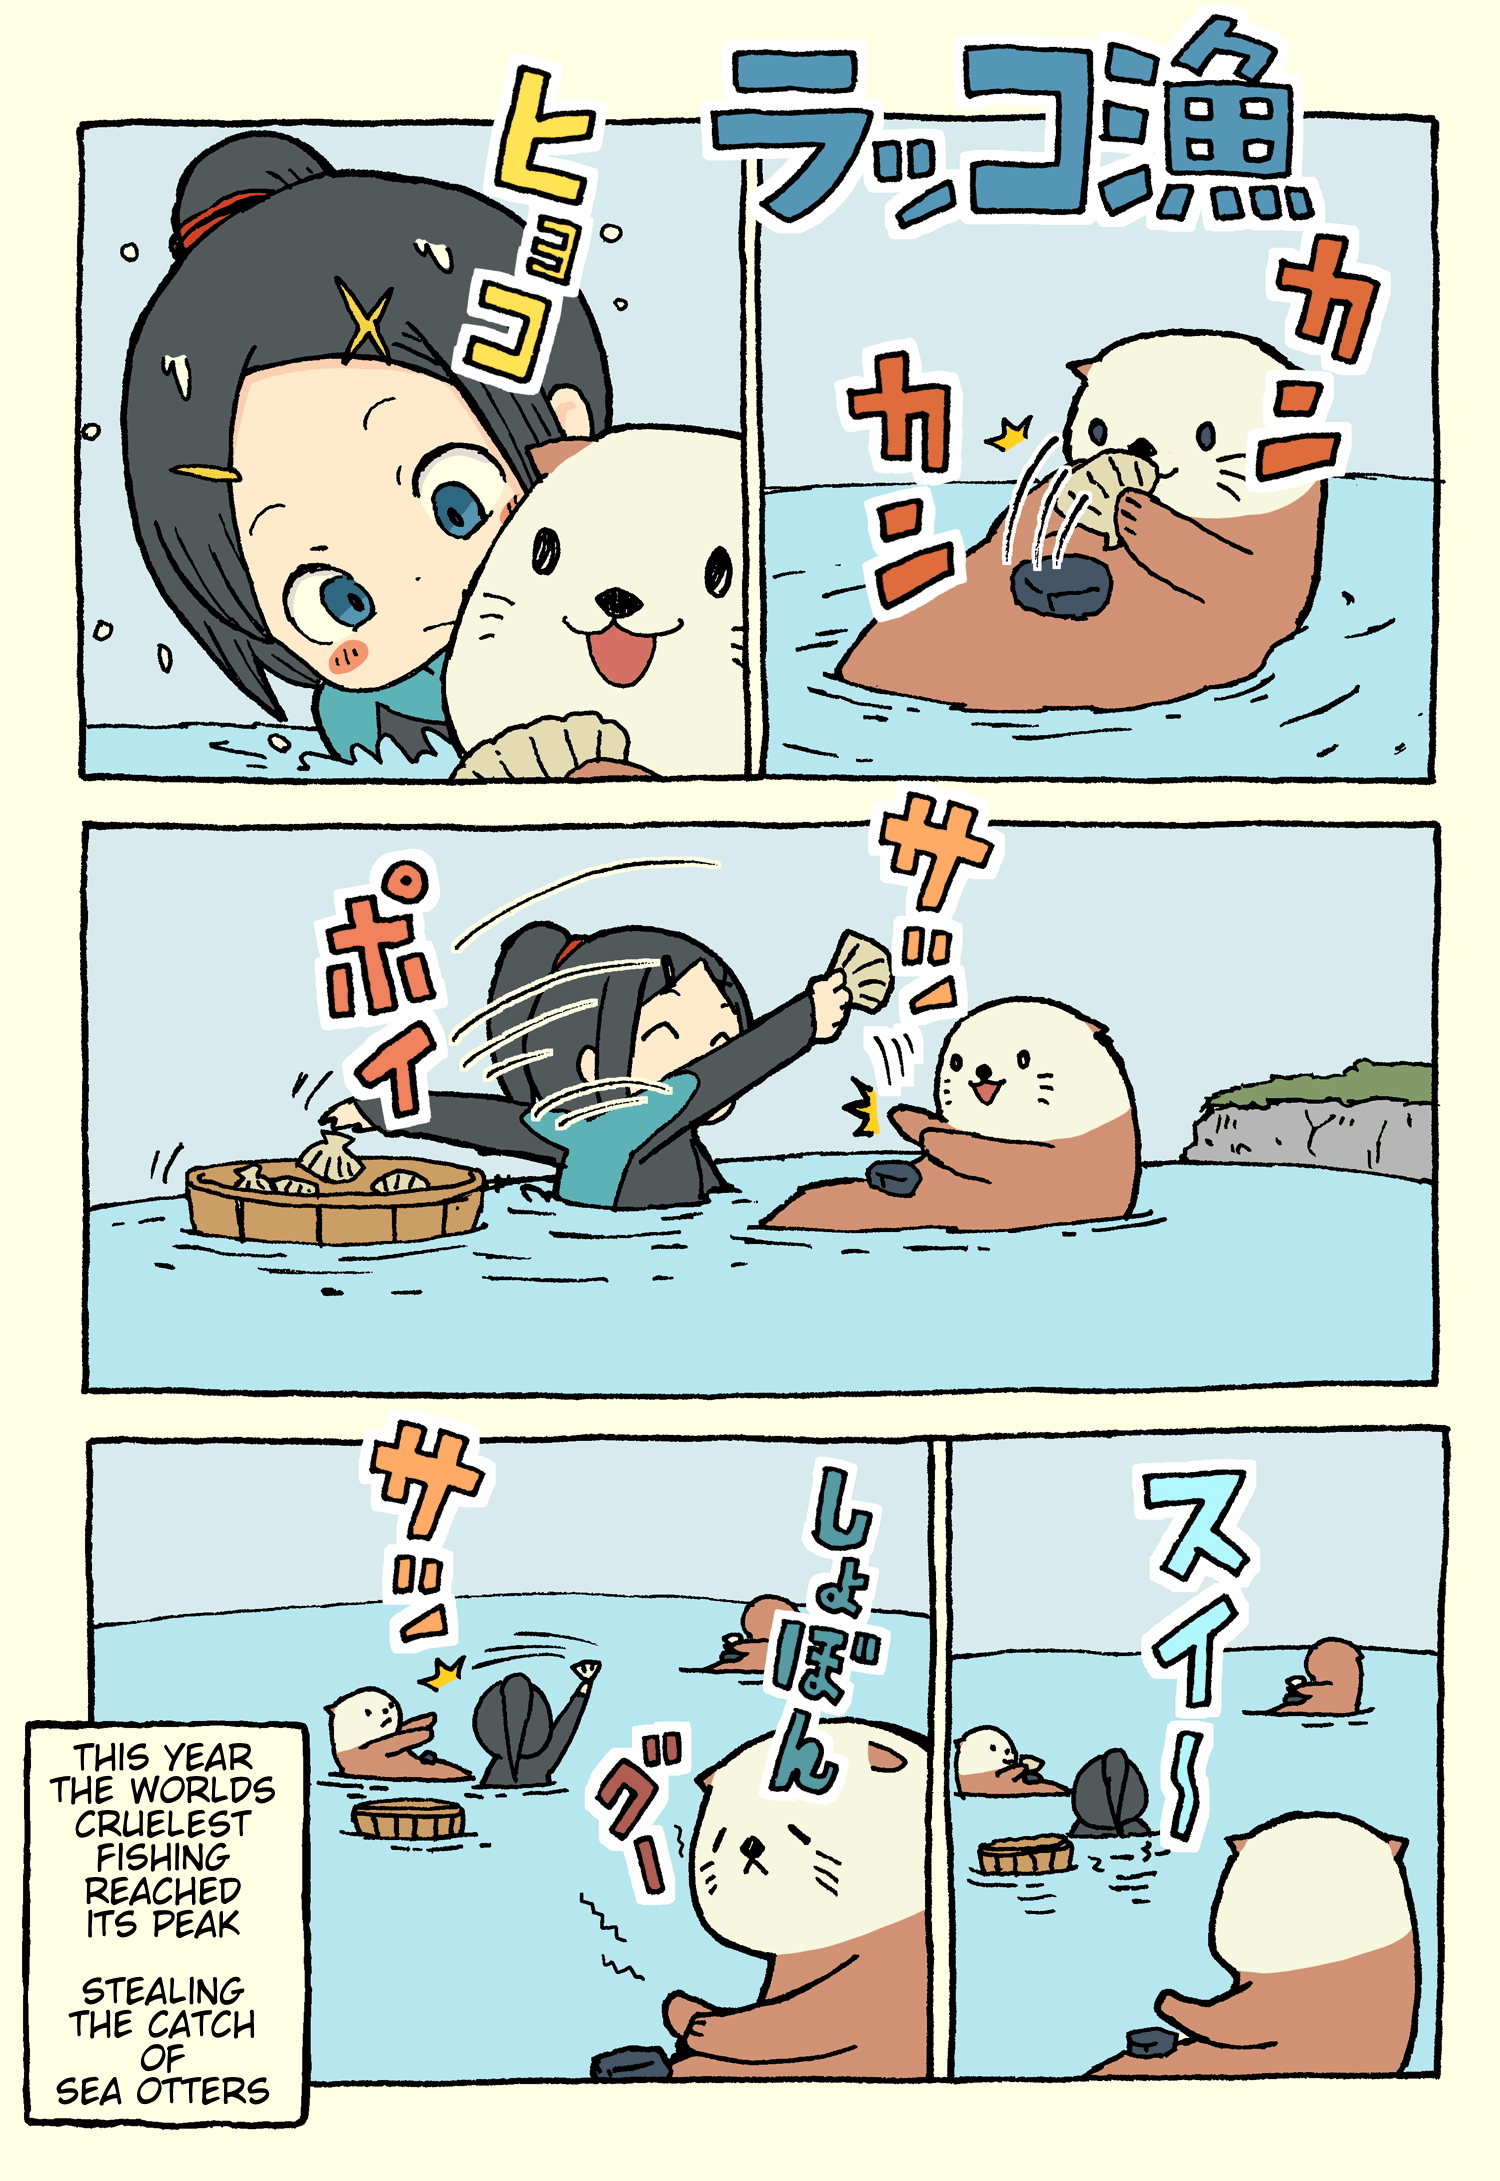 ラッコ漁
カンカン
ヒョコ
サッ
ポイ
スイ～
しょぼん
グー
サッ
THIS YEAR
THE WORLDS
CRUELEST
FISHING
REACHED
ITS PEAK
STEALING
THE CATCH
OF
SEA OTTERS